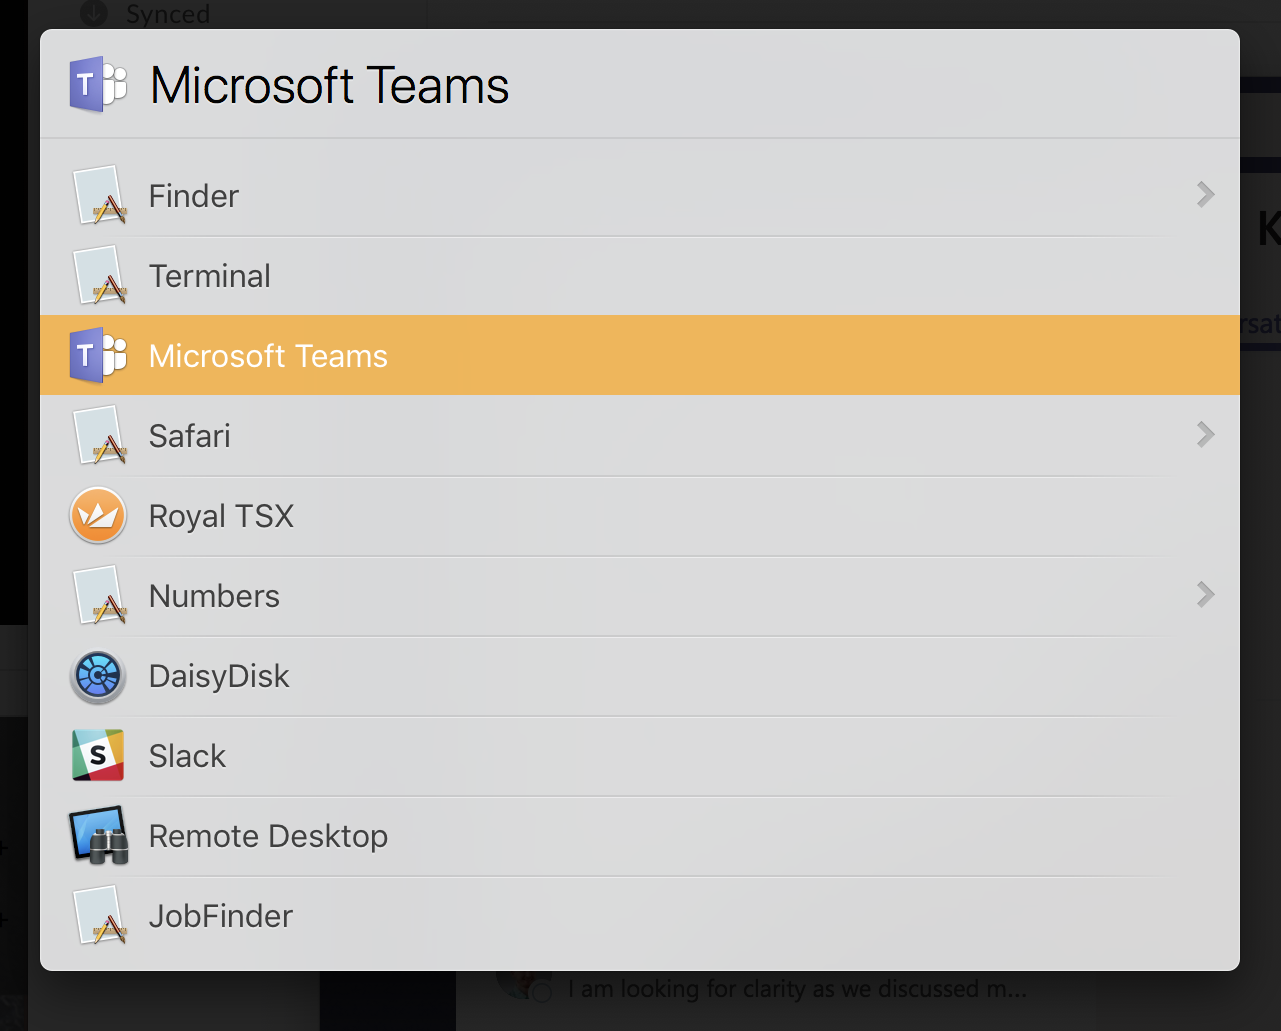 Synced
Microsoft Teams
Finder
Terminal
Microsoft Teams
Safari
Royal TSX
Numbers
DaisyDisk
Slack
Remote Desktop
JobFinder
I am looking for clarity as we discussed m...